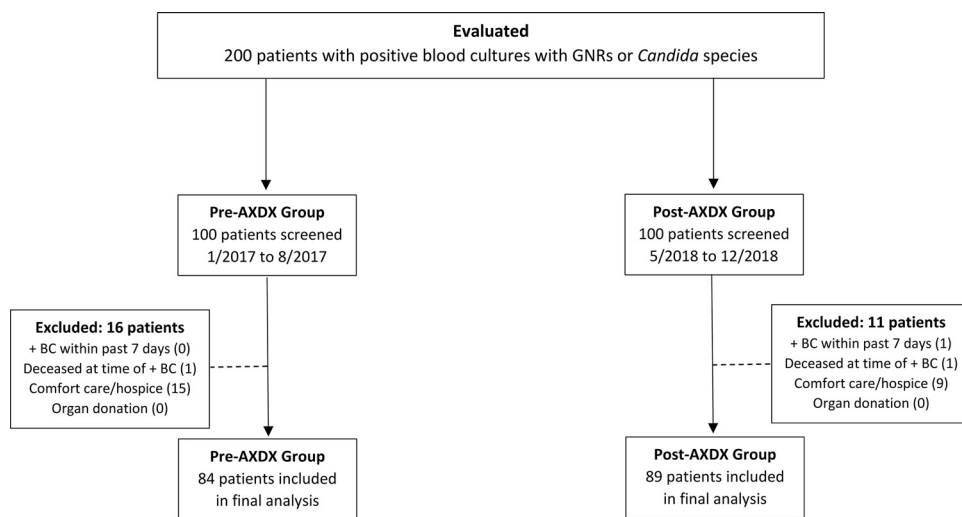 Evaluated
200 patients with positive blood cultures with GNRs or Candida species
Pre-AXDX Group
100 patients screened
1/2017 to 8/2017
Post-AXDX Group
100 patients screened
5/2018 to 12/2018
Excluded: 16 patients
+ BC within past 7 days (0)
Deceased at time of + BC (1)
Comfort care/hospice (15)
Organ donation (0)
Excluded: 11 patients
+ BC within past 7 days (1)
Deceased at time of + BC (1)
Comfort care/hospice (9)
Organ donation (0)
Pre-AXDX Group
84 patients included
in final analysis
Post-AXDX Group
89 patients included
in final analysis